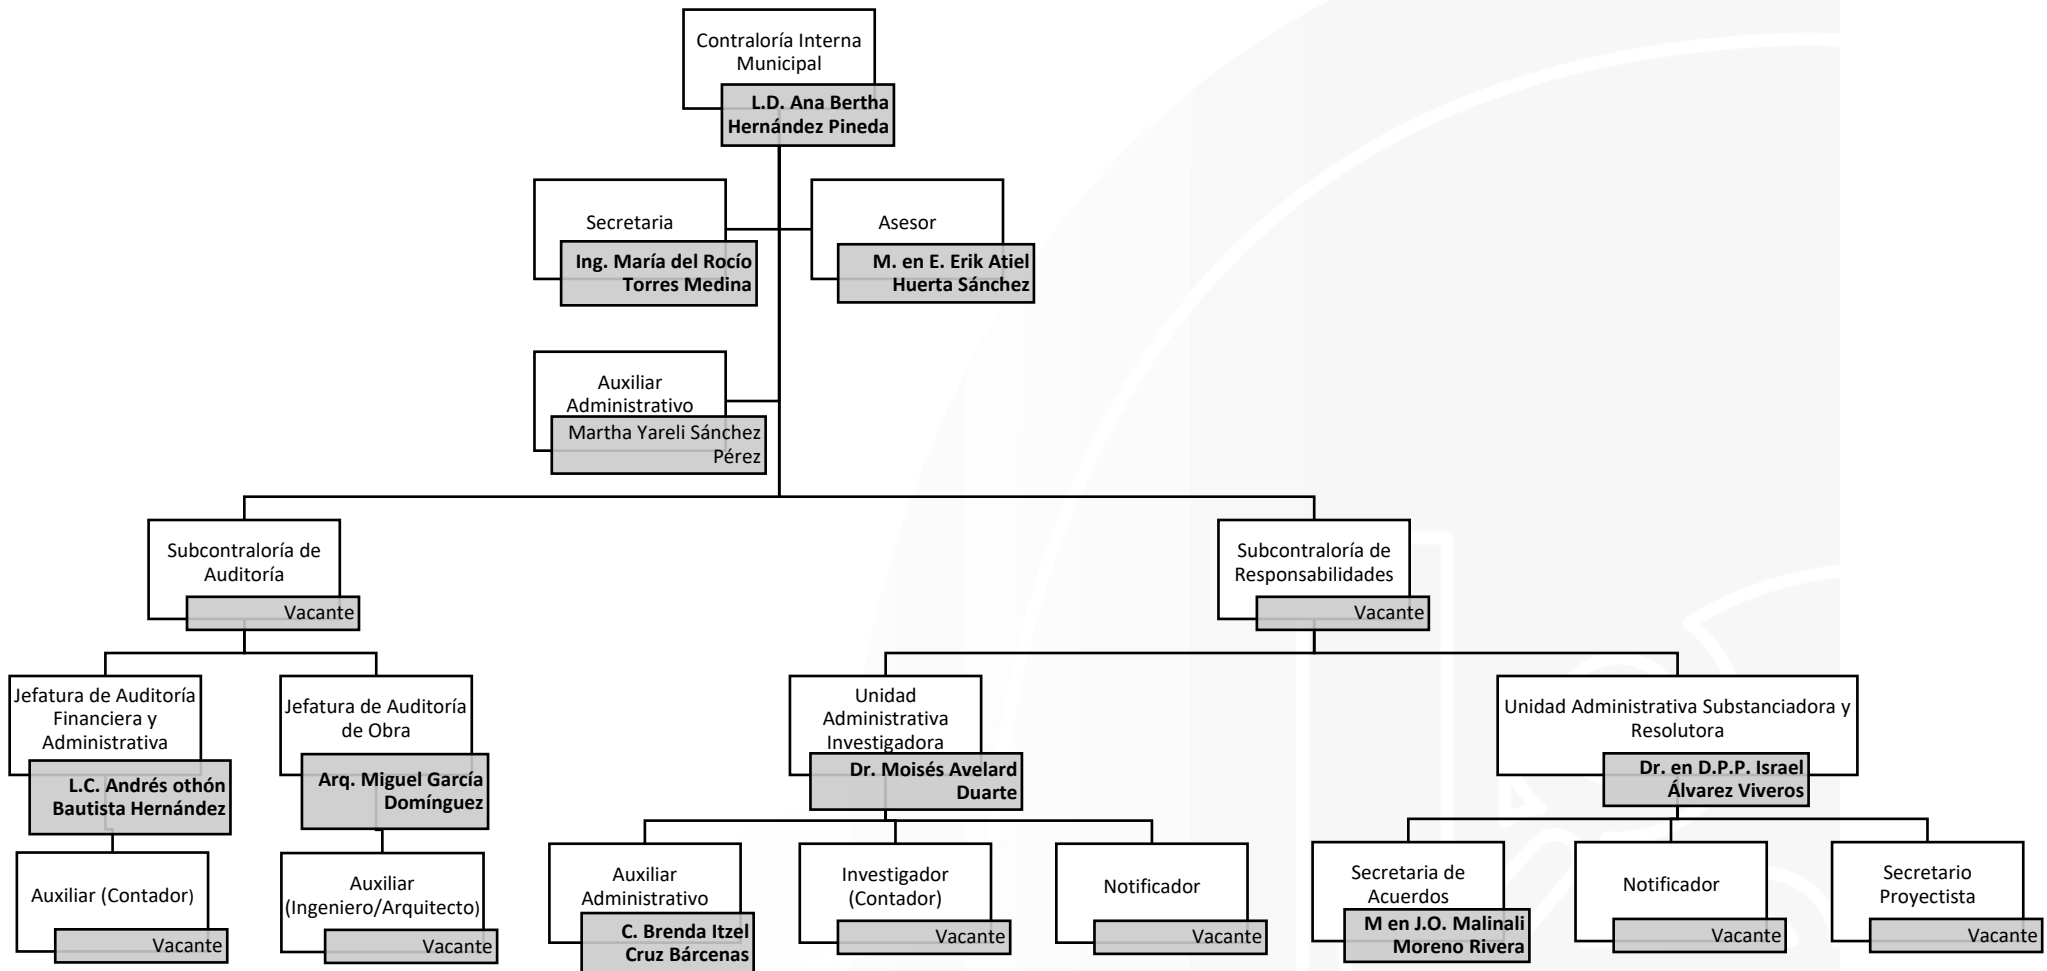 Contraloría Interna
Municipal
L.D. Ana Bertha
Hernández Pineda
Secretaria
Ing. María del Rocío
Torres Medina
Asesor
M. en E. Erik Atiel
Huerta Sánchez
Auxiliar
Administrativo
Martha Yareli Sánchez
Pérez
Subcontraloría de
Auditoría
Vacante
Subcontraloría de
Responsabilidades
Vacante
Jefatura de Auditoría
Financiera y
Administrativa
L.C. Andrés othón
Bautista Hernández
Jefatura de Auditoría
de Obra
Arq. Miguel García
Domínguez
Unidad
Administrativa
Investigadora
Dr. Moisés Avelard
Duarte
Unidad Administrativa Substanciadora y
Resolutora
Dr. en D.P.P. Israel
Álvarez Viveros
Auxiliar (Contador)
Vacante
Auxiliar
(Ingeniero/Arquitecto)
Vacante
Auxiliar
Administrativo
C. Brenda Itzel
Cruz Bárcenas
Investigador
(Contador)
Vacante
Notificador
Vacante
Secretaria de
Acuerdos
M en J.O. Malinali
Moreno Rivera
Notificador
Vacante
Secretario
Proyectista
Vacante